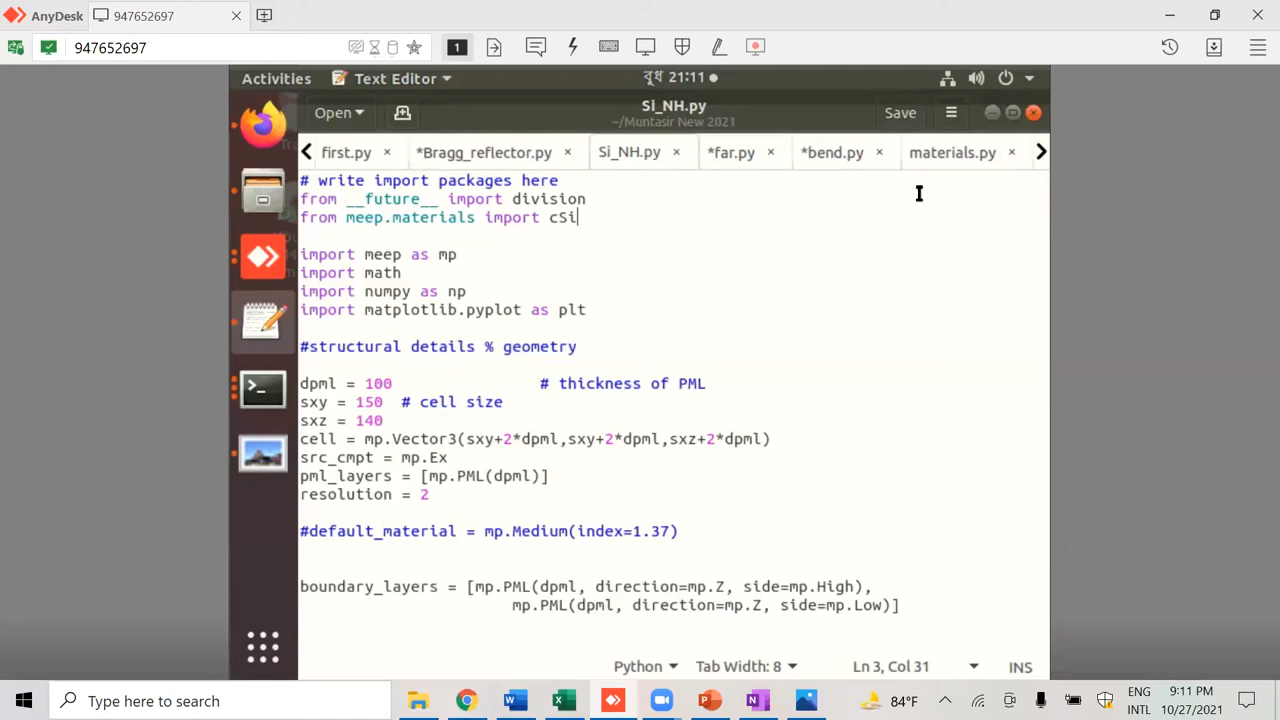 AnyDesk 947652697
947652697 1
Activities Text Editor বুধ 21:11
Open Si_NH.py Save
~/Muntasir New 2021
first.py *Bragg_reflector.py Si_NH.py *far.py *bend.py materials.py
# write import packages here
from __future__ import division
from meep.materials import cSi
import meep as mp
import math
import numpy as np
import matplotlib.pyplot as plt
#structural details % geometry
dpml = 100 # thickness of PML
sxy = 150 # cell size
sxz = 140
cell = mp.Vector3(sxy+2*dpml,sxy+2*dpml,sxz+2*dpml)
src_cmpt = mp.Ex
pml_layers = [mp.PML(dpml)]
resolution = 2
#default_material = mp.Medium(index=1.37)
boundary_layers = [mp.PML(dpml, direction=mp.Z, side=mp.High),
mp.PML(dpml, direction=mp.Z, side=mp.Low)]
Python Tab Width: 8 Ln 3, Col 31 INS
Type here to search 84°F ENG 9:11 PM
INTL 10/27/2021